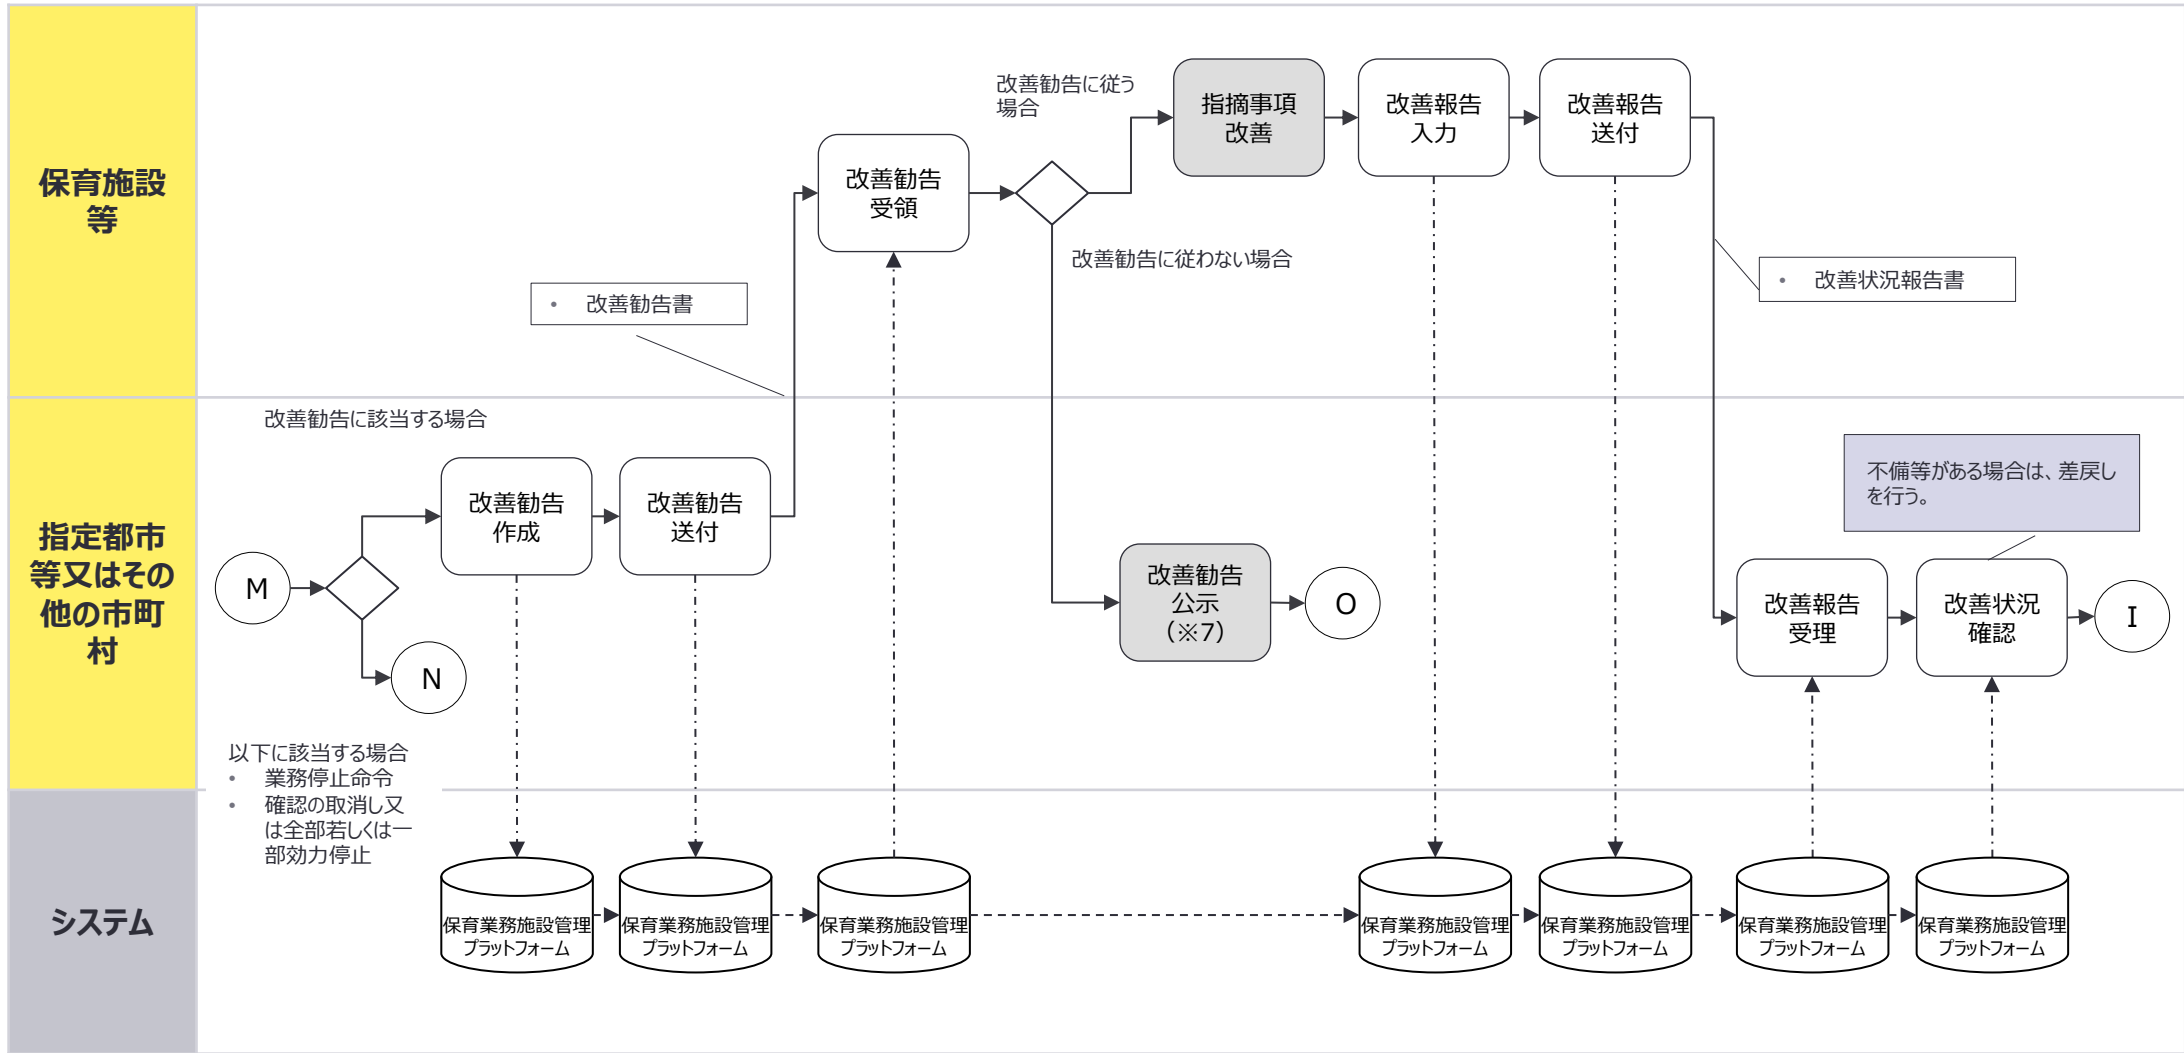 保育施設
等
改善勧告に従う
場合
指摘事項
改善
改善報告
入力
改善報告
送付
改善勧告
受領
改善勧告に従わない場合
• 改善勧告書
• 改善状況報告書
指定都市
等又はその
他の市町
村
改善勧告に該当する場合
M
N
改善勧告
作成
改善勧告
送付
改善勧告
公示
（※7）
O
不備等がある場合は、差戻し
を行う。
改善報告
受理
改善状況
確認
I
以下に該当する場合
• 業務停止命令
• 確認の取消し又
は全部若しくは一
部効力停止
システム
保育業務施設管理
プラットフォーム
保育業務施設管理
プラットフォーム
保育業務施設管理
プラットフォーム
保育業務施設管理
プラットフォーム
保育業務施設管理
プラットフォーム
保育業務施設管理
プラットフォーム
保育業務施設管理
プラットフォーム